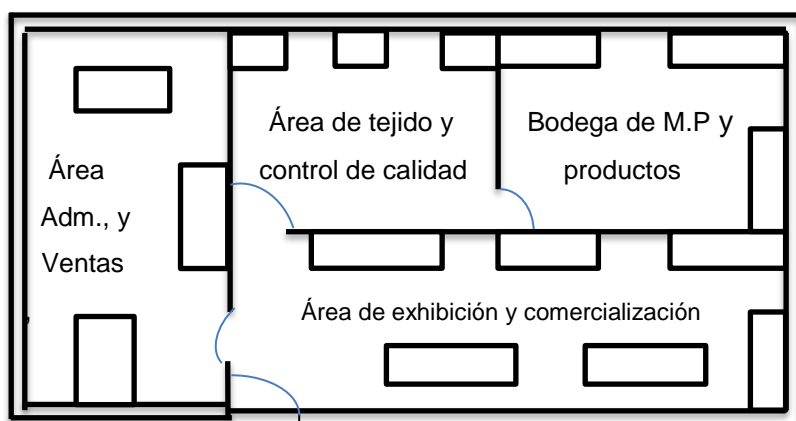 Área
Adm., y
Ventas
Área de tejido y
control de calidad
Bodega de M.P y
productos
Área de exhibición y comercialización